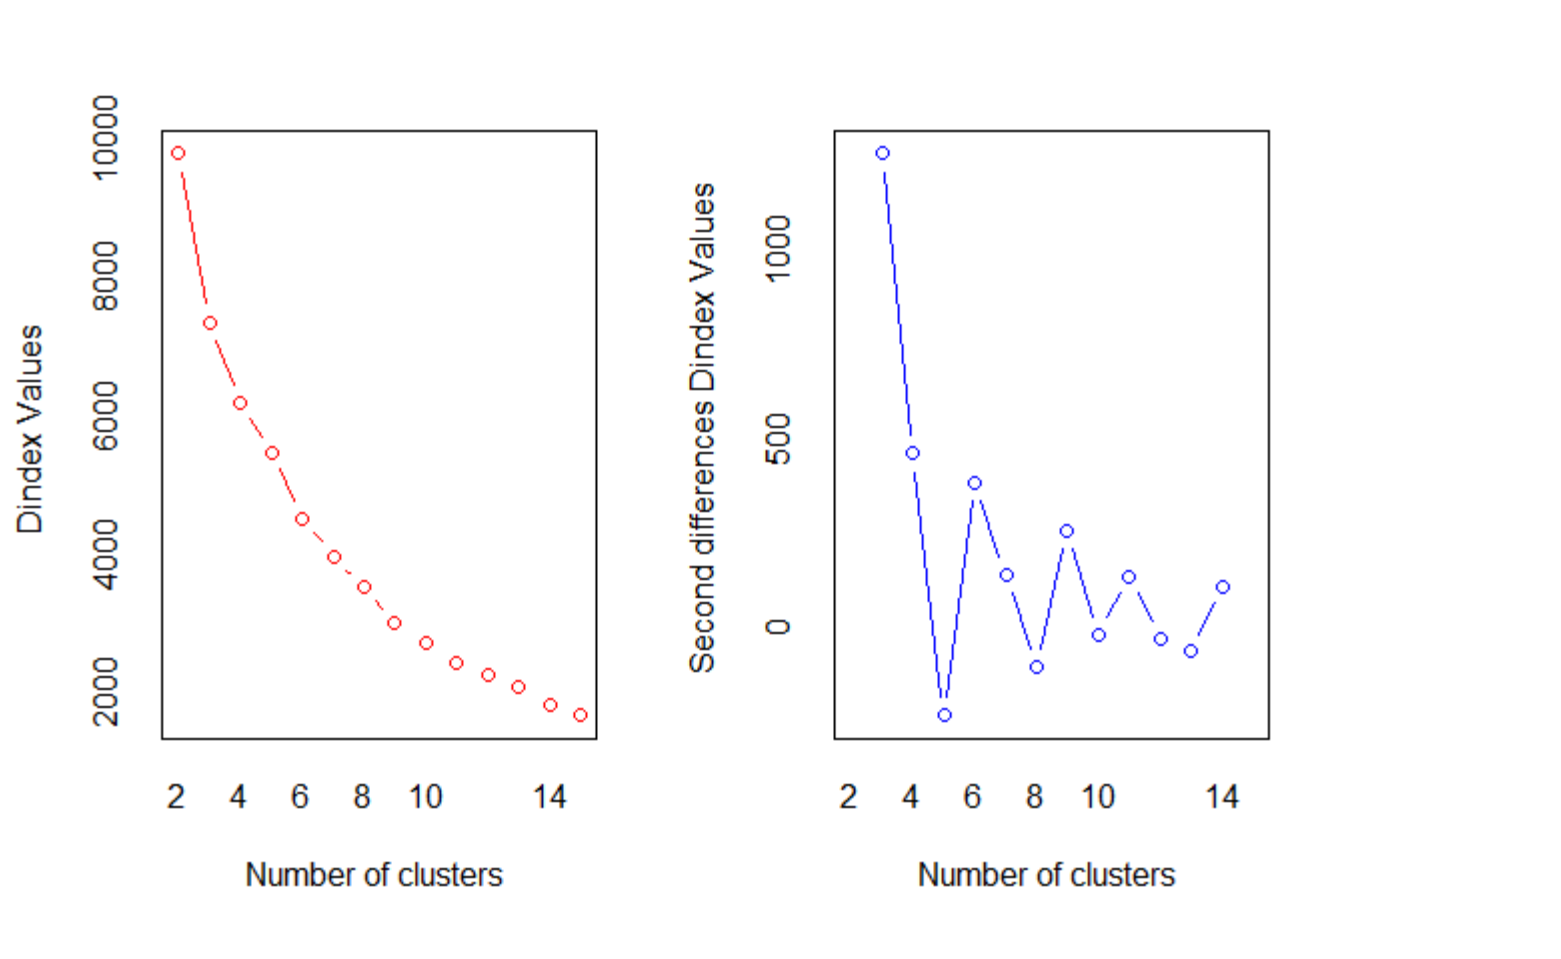 Dindex Values
10000
8000
6000
4000
2000
2 4 6 8 10 14
Number of clusters
Second differences Dindex Values
1000
500
0
2 4 6 8 10 14
Number of clusters